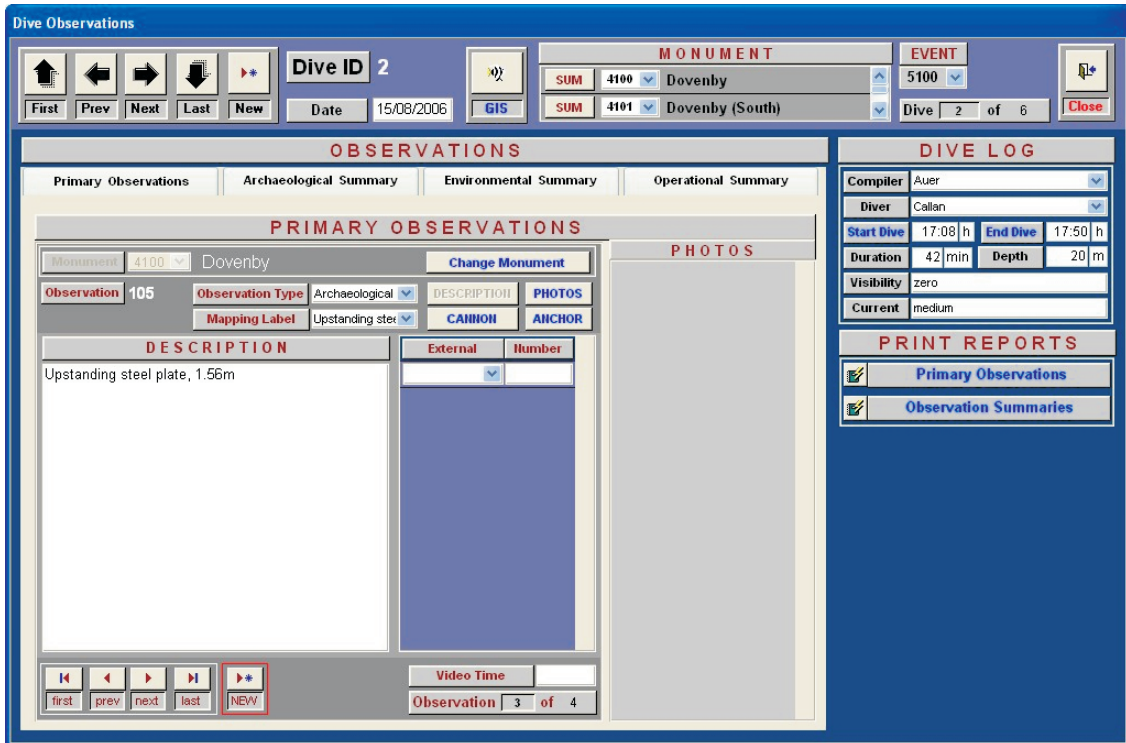 Dive Observations
First Prev Next Last New
Dive ID 2
Date 15/08/2006
GIS
MONUMENT
SUM 4100 Dovenby
SUM 4101 Dovenby (South)
EVENT
5100
Dive 2 of 6
Close
OBSERVATIONS
Primary Observations Archaeological Summary Environmental Summary Operational Summary
PRIMARY OBSERVATIONS
Monument 4100 Dovenby Change Monument
Observation 105 Observation Type Archaeological DESCRIPTION PHOTOS
Mapping Label Upstanding stee CANNON ANCHOR
DESCRIPTION
External Number
Upstanding steel plate, 1.56m
first prev next last NEW
Video Time
Observation 3 of 4
PHOTOS
DIVE LOG
Compiler Auer
Diver Callan
Start Dive 17:08 h End Dive 17:50 h
Duration 42 min Depth 20 m
Visibility zero
Current medium
PRINT REPORTS
Primary Observations
Observation Summaries